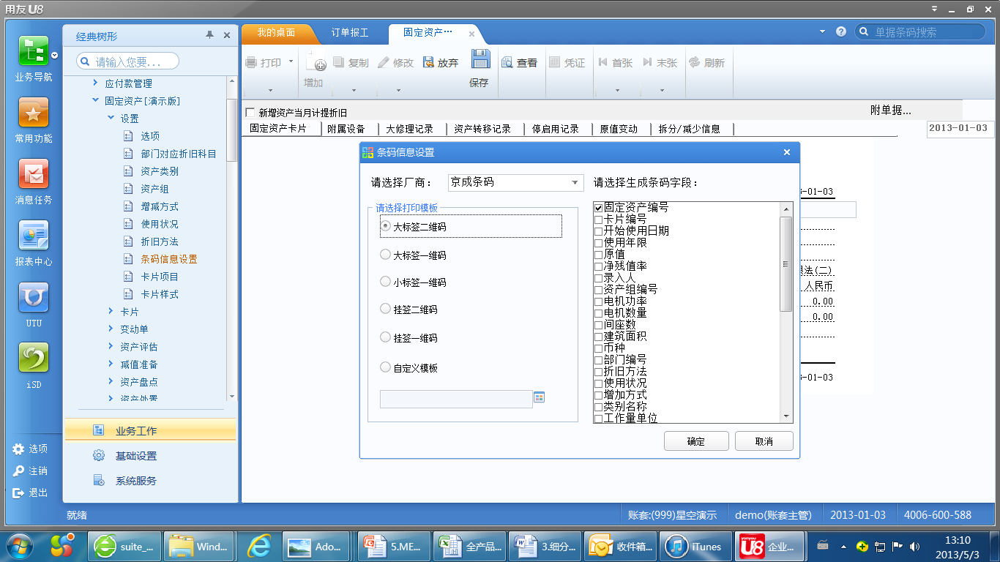 用友U8
业务导航
常用功能
消息任务
报表中心
UTU
iSD
选项
注销
退出
经典树形
请输入您要...
应付款管理
固定资产[演示版]
设置
选项
部门对应折旧科目
资产类别
资产组
增减方式
使用状况
折旧方法
条码信息设置
卡片项目
卡片样式
卡片
变动单
资产评估
减值准备
资产盘点
资产处置
业务工作
基础设置
系统服务
我的桌面 订单报工 固定资产…
单据条码搜索
打印 增加 复制 修改 放弃 保存 查看 凭证 首张 末张 刷新
新增资产当月计提折旧
附单据...
固定资产卡片 附属设备 大修理记录 资产转移记录 停启用记录 原值变动 拆分/减少信息
2013-01-03
条码信息设置
请选择厂商: 京成条码
请选择生成条码字段:
请选择打印模板
大标签二维码
大标签一维码
小标签一维码
挂签二维码
挂签一维码
自定义模板
固定资产编号
卡片编号
开始使用日期
使用年限
原值
净残值率
录入人
资产组编号
电机功率
电机数量
间座数
建筑面积
币种
部门编号
折旧方法
使用状况
增加方式
类别名称
工作量单位
确定 取消
-01-03
法(二)
人民币
0.00
0.00
-01-03
就绪
账套:(999)星空演示 demo(账套主管) 2013-01-03 4006-600-588
suite_... Wind... Ado... 5.ME... 全产品... 3.细分... 收件箱... iTunes 企业...
13:10
2013/5/3